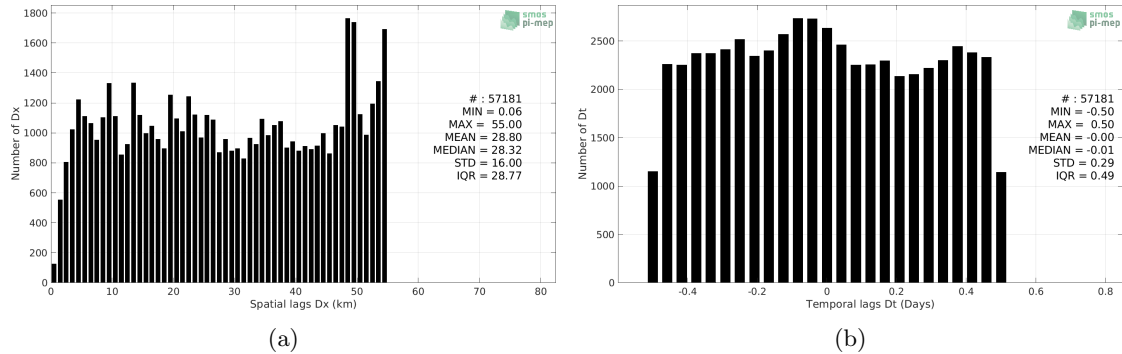 1800
1600
1400
1200
1000
800
600
400
200
0
Number of Dx
smos
pi-mep
# : 57181
MIN = 0.06
MAX = 55.00
MEAN = 28.80
MEDIAN = 28.32
STD = 16.00
IQR = 28.77
0 10 20 30 40 50 60 70 80
Spatial lags Dx (km)
(a)
2500
2000
1500
1000
500
0
Number of Dt
smos
pi-mep
# : 57181
MIN = -0.50
MAX = 0.50
MEAN = -0.00
MEDIAN = -0.01
STD = 0.29
IQR = 0.49
-0.4 -0.2 0 0.2 0.4 0.6 0.8
Temporal lags Dt (Days)
(b)